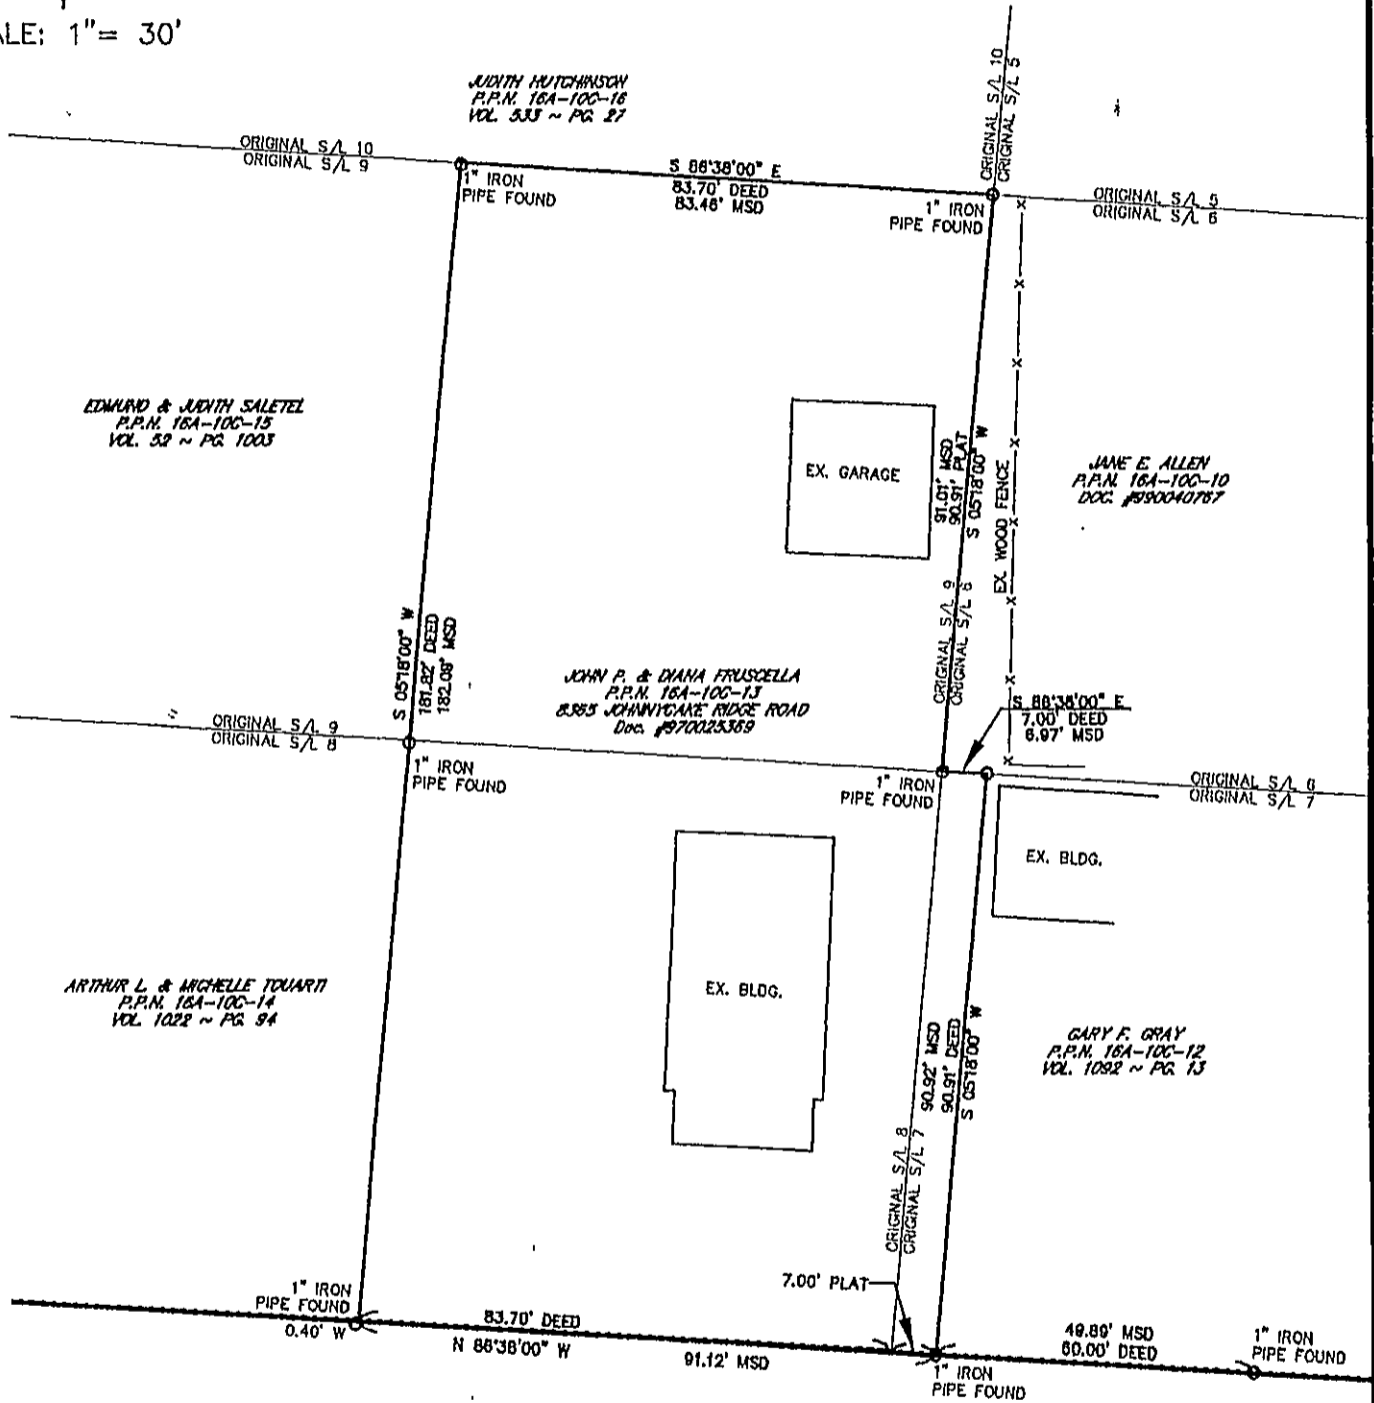 ALE: 1"= 30'
JUDITH HUTCHINSON
P.P.N. 16A-10C-16
VOL. 533 ~ PG. 27
ORIGINAL S/L 10
ORIGINAL S/L 5
ORIGINAL S/L 10
ORIGINAL S/L 9
S 86°38'00" E
83.70' DEED
83.46' MSD
1" IRON
PIPE FOUND
1" IRON
PIPE FOUND
ORIGINAL S/L 5
ORIGINAL S/L 6
EDMUND & JUDITH SALETEL
P.P.N. 16A-10C-15
VOL. 52 ~ PG. 1003
EX. GARAGE
91.01' MSD
90.91' PLAT
S 05°18'00" W
EX. WOOD FENCE
JANE E. ALLEN
P.P.N. 16A-10C-10
DOC. #990040767
S 05°18'00" W
181.82' DEED
182.09' MSD
ORIGINAL S/L 9
ORIGINAL S/L 6
JOHN P. & DIANA FRUSCELLA
P.P.N. 16A-10C-13
8365 JOHNNYCAKE RIDGE ROAD
Doc. #970025369
S 86°38'00" E
7.00' DEED
6.97' MSD
ORIGINAL S/L 9
ORIGINAL S/L 8
1" IRON
PIPE FOUND
1" IRON
PIPE FOUND
ORIGINAL S/L 6
ORIGINAL S/L 7
EX. BLDG.
EX. BLDG.
ARTHUR L. & MICHELLE TOUARTI
P.P.N. 16A-10C-14
VOL. 1022 ~ PG. 94
90.92' MSD
90.91' DEED
S 05°18'00" W
GARY F. GRAY
P.P.N. 16A-10C-12
VOL. 1092 ~ PG. 13
ORIGINAL S/L 8
ORIGINAL S/L 7
7.00' PLAT
1" IRON
PIPE FOUND
0.40' W
83.70' DEED
N 86°38'00" W
91.12' MSD
49.89' MSD
60.00' DEED
1" IRON
PIPE FOUND
1" IRON
PIPE FOUND